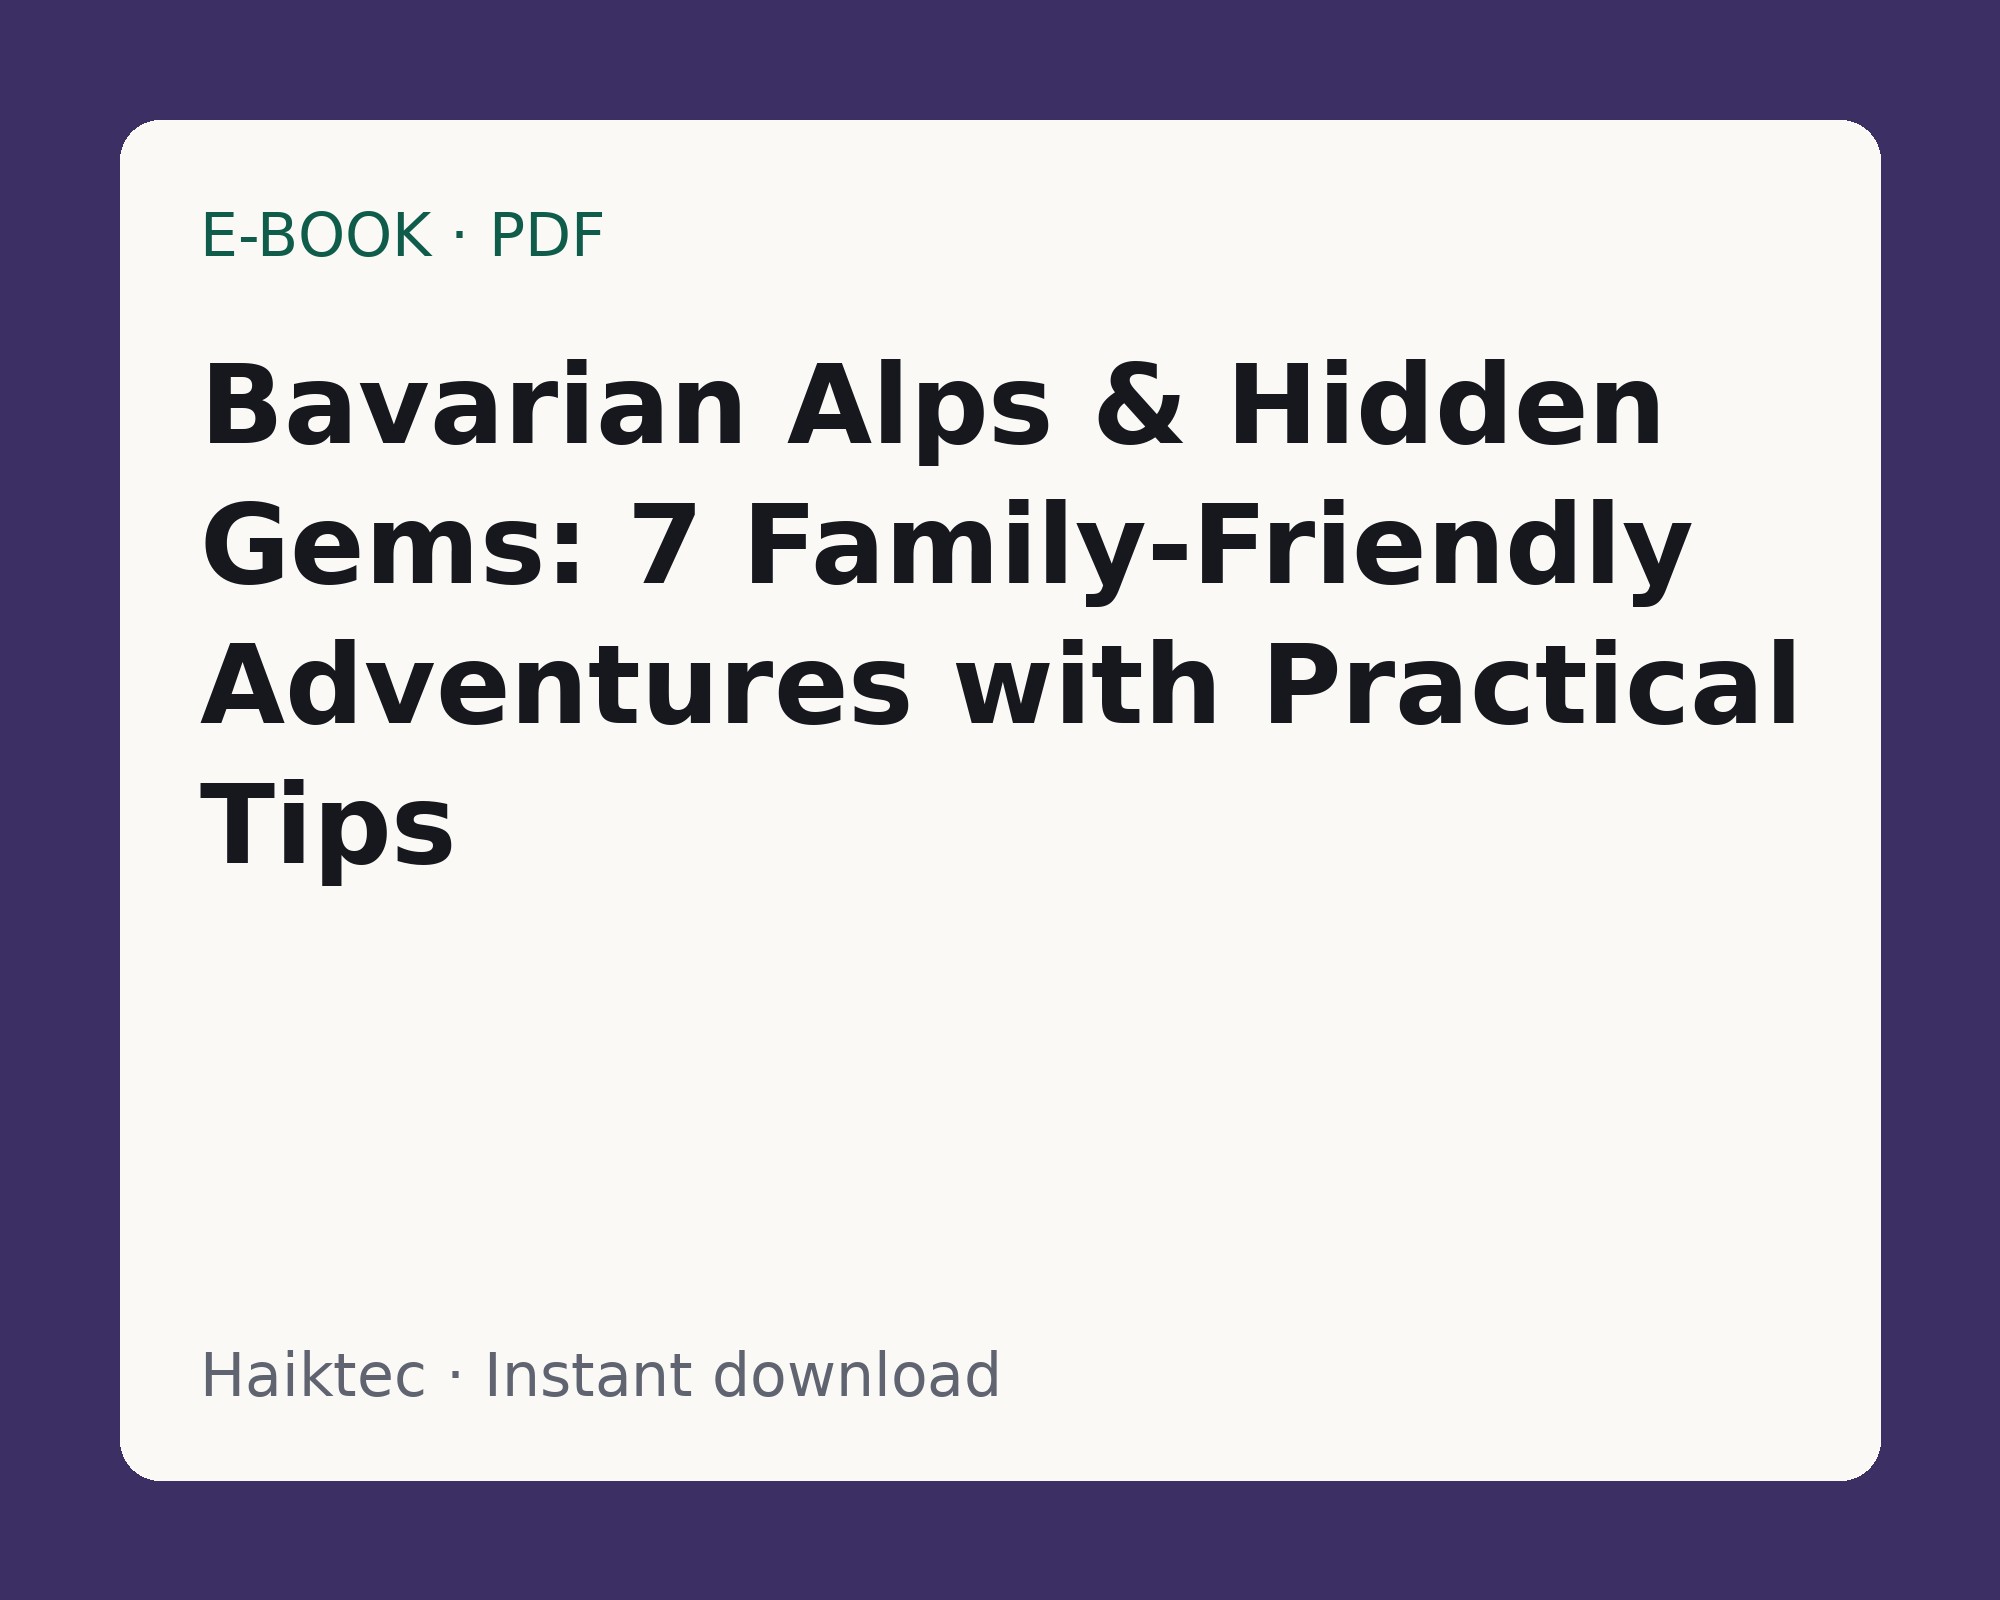 E-BOOK · PDF
Bavarian Alps & Hidden
Gems: 7 Family-Friendly
Adventures with Practical
Tips
Haiktec · Instant download